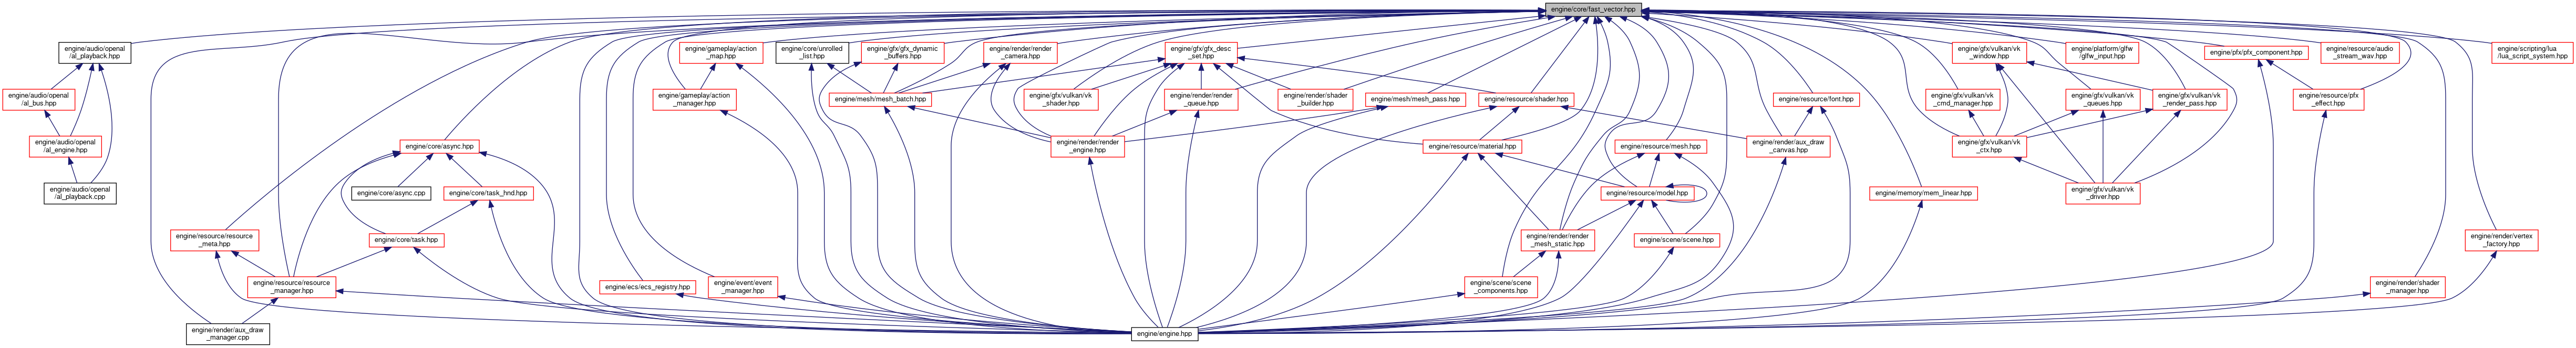 engine/core/fast_vector.hpp
engine/audio/openal
/al_playback.hpp
engine/gameplay/action
_map.hpp
engine/core/unrolled
_list.hpp
engine/gfx/gfx_dynamic
_buffers.hpp
engine/render/render
_camera.hpp
engine/gfx/gfx_desc
_set.hpp
engine/gfx/vulkan/vk
_window.hpp
engine/platform/glfw
/glfw_input.hpp
engine/pfx/pfx_component.hpp
engine/resource/audio
_stream_wav.hpp
engine/scripting/lua
/lua_script_system.hpp
engine/audio/openal
/al_bus.hpp
engine/gameplay/action
_manager.hpp
engine/mesh/mesh_batch.hpp
engine/gfx/vulkan/vk
_shader.hpp
engine/render/render
_queue.hpp
engine/render/shader
_builder.hpp
engine/mesh/mesh_pass.hpp
engine/resource/shader.hpp
engine/resource/font.hpp
engine/gfx/vulkan/vk
_cmd_manager.hpp
engine/gfx/vulkan/vk
_queues.hpp
engine/gfx/vulkan/vk
_render_pass.hpp
engine/resource/pfx
_effect.hpp
engine/audio/openal
/al_engine.hpp
engine/core/async.hpp
engine/render/render
_engine.hpp
engine/resource/material.hpp
engine/resource/mesh.hpp
engine/render/aux_draw
_canvas.hpp
engine/gfx/vulkan/vk
_ctx.hpp
engine/audio/openal
/al_playback.cpp
engine/core/async.cpp
engine/core/task_hnd.hpp
engine/resource/model.hpp
engine/memory/mem_linear.hpp
engine/gfx/vulkan/vk
_driver.hpp
engine/resource/resource
_meta.hpp
engine/core/task.hpp
engine/render/render
_mesh_static.hpp
engine/scene/scene.hpp
engine/render/vertex
_factory.hpp
engine/resource/resource
_manager.hpp
engine/ecs/ecs_registry.hpp
engine/event/event
_manager.hpp
engine/scene/scene
_components.hpp
engine/render/shader
_manager.hpp
engine/render/aux_draw
_manager.cpp
engine/engine.hpp